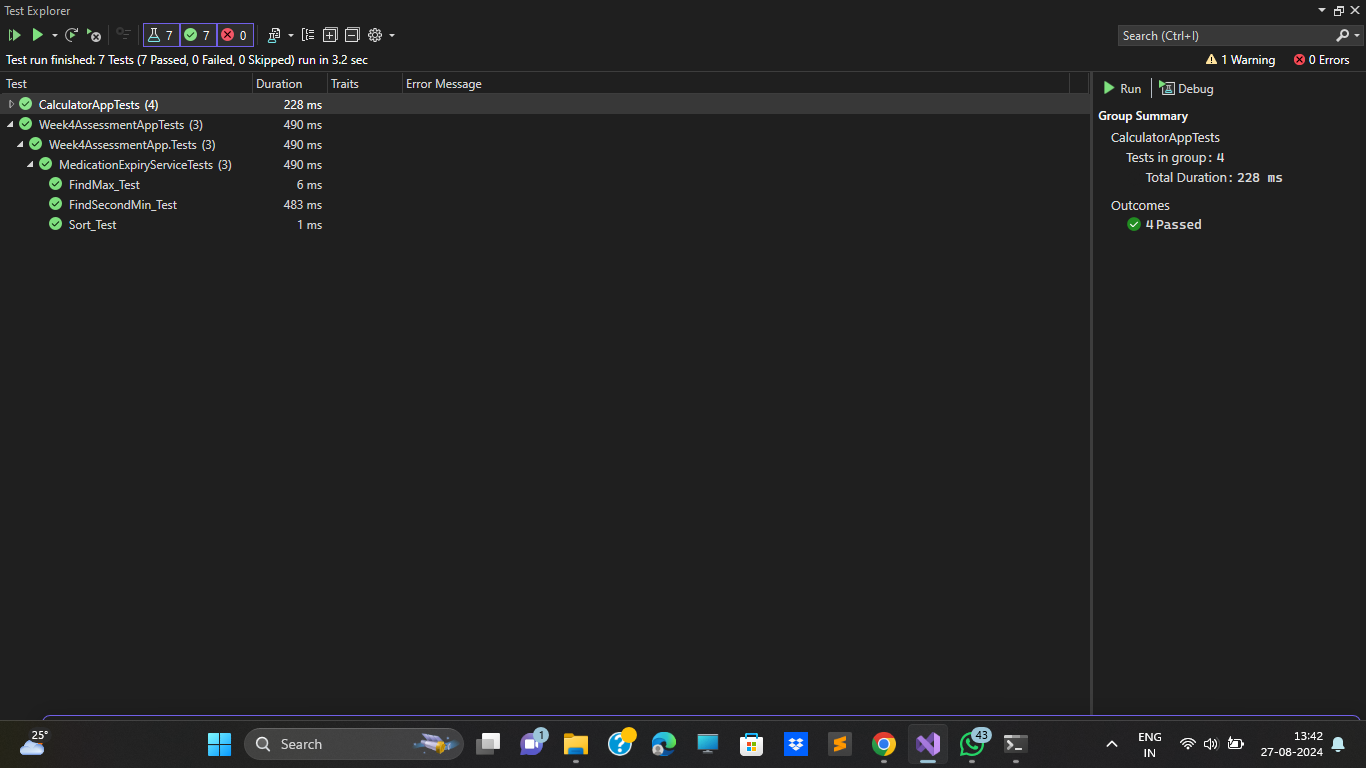 Test Explorer
7 7 0
Search (Ctrl+I)
Test run finished: 7 Tests (7 Passed, 0 Failed, 0 Skipped) run in 3.2 sec
1 Warning 0 Errors
Test Duration Traits Error Message
CalculatorAppTests (4) 228 ms
Week4AssessmentAppTests (3) 490 ms
Week4AssessmentApp.Tests (3) 490 ms
MedicationExpiryServiceTests (3) 490 ms
FindMax_Test 6 ms
FindSecondMin_Test 483 ms
Sort_Test 1 ms
Run Debug
Group Summary
CalculatorAppTests
Tests in group: 4
Total Duration: 228 ms
Outcomes
4 Passed
25°
Search
1
43
ENG
IN
13:42
27-08-2024